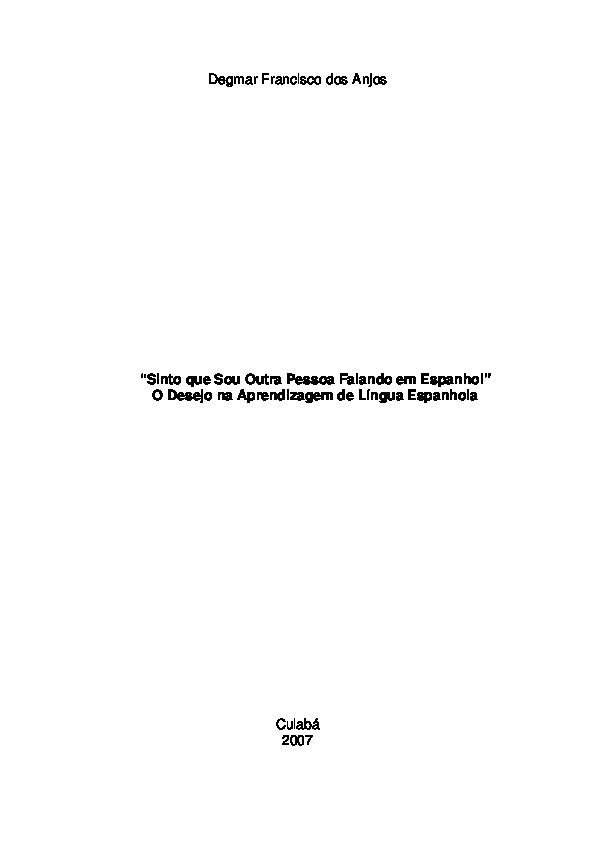 Degmar Francisco dos Anjos
“Sinto que Sou Outra Pessoa Falando em Espanhol”
O Desejo na Aprendizagem de Língua Espanhola
Cuiabá
2007